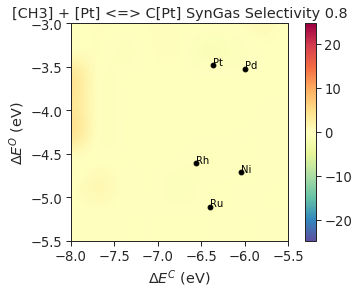 [CH3] + [Pt] <=> C[Pt] SynGas Selectivity 0.8
−3.0
−3.5
−4.0
−4.5
−5.0
−5.5
ΔE^O (eV)
Pt
Pd
Rh
Ni
Ru
−8.0 −7.5 −7.0 −6.5 −6.0 −5.5
ΔE^C (eV)
20
10
0
−10
−20